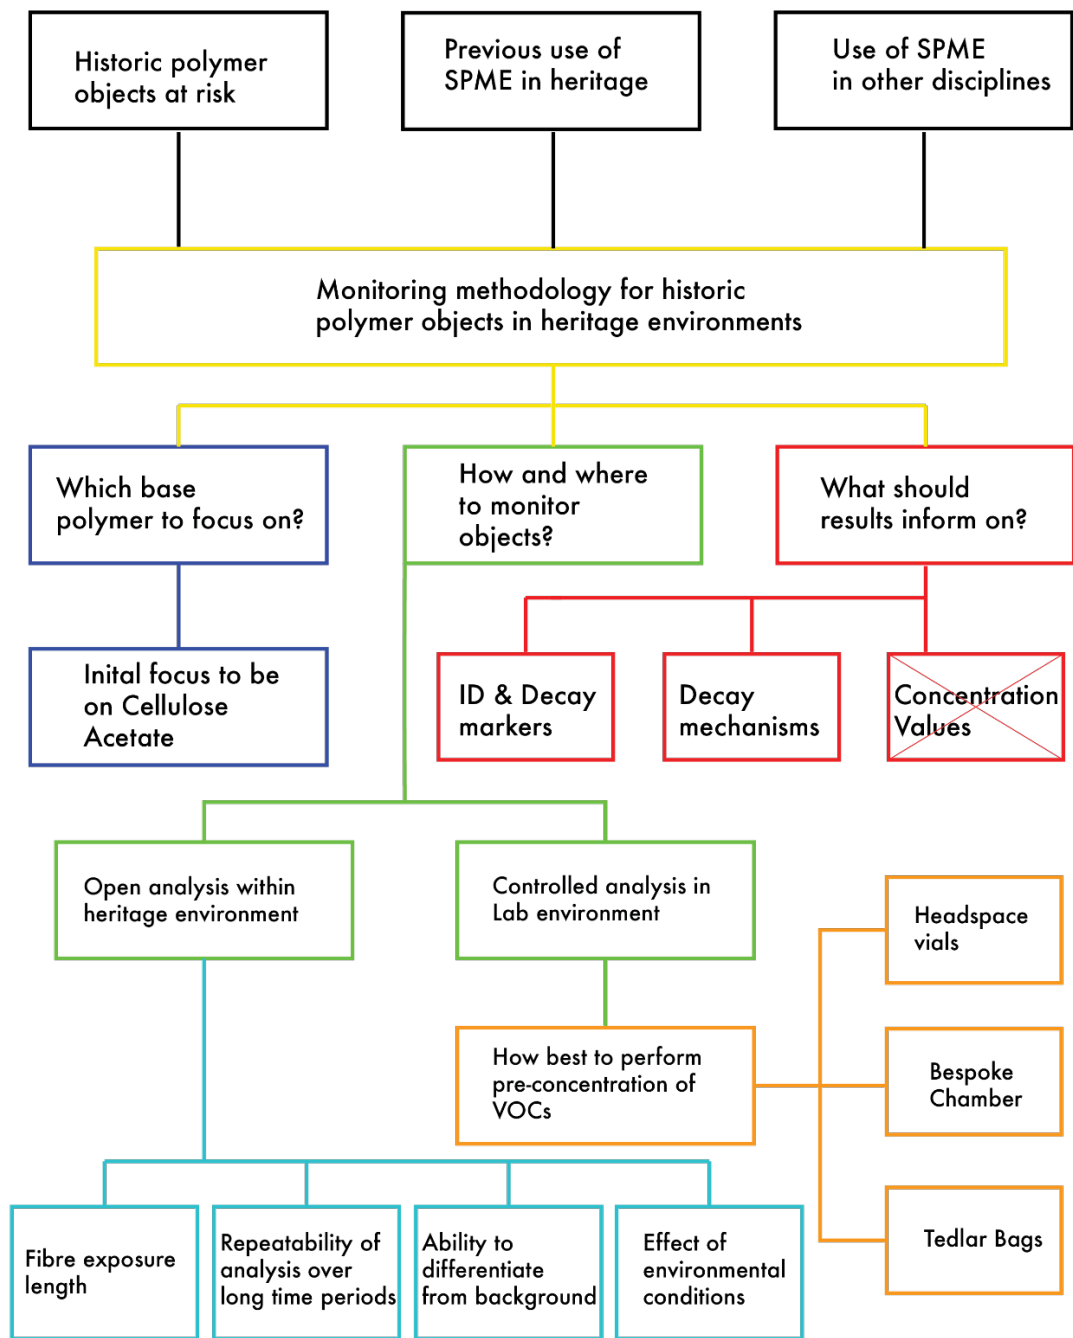 Historic polymer
objects at risk
Previous use of
SPME in heritage
Use of SPME
in other disciplines
Monitoring methodology for historic
polymer objects in heritage environments
Which base
polymer to focus on?
How and where
to monitor
objects?
What should
results inform on?
Inital focus to be
on Cellulose
Acetate
ID & Decay
markers
Decay
mechanisms
Concentration
Values
Open analysis within
heritage environment
Controlled analysis in
Lab environment
Headspace
vials
How best to perform
pre-concentration of
VOCs
Bespoke
Chamber
Tedlar Bags
Fibre exposure
length
Repeatability of
analysis over
long time periods
Ability to
differentiate
from background
Effect of
environmental
conditions